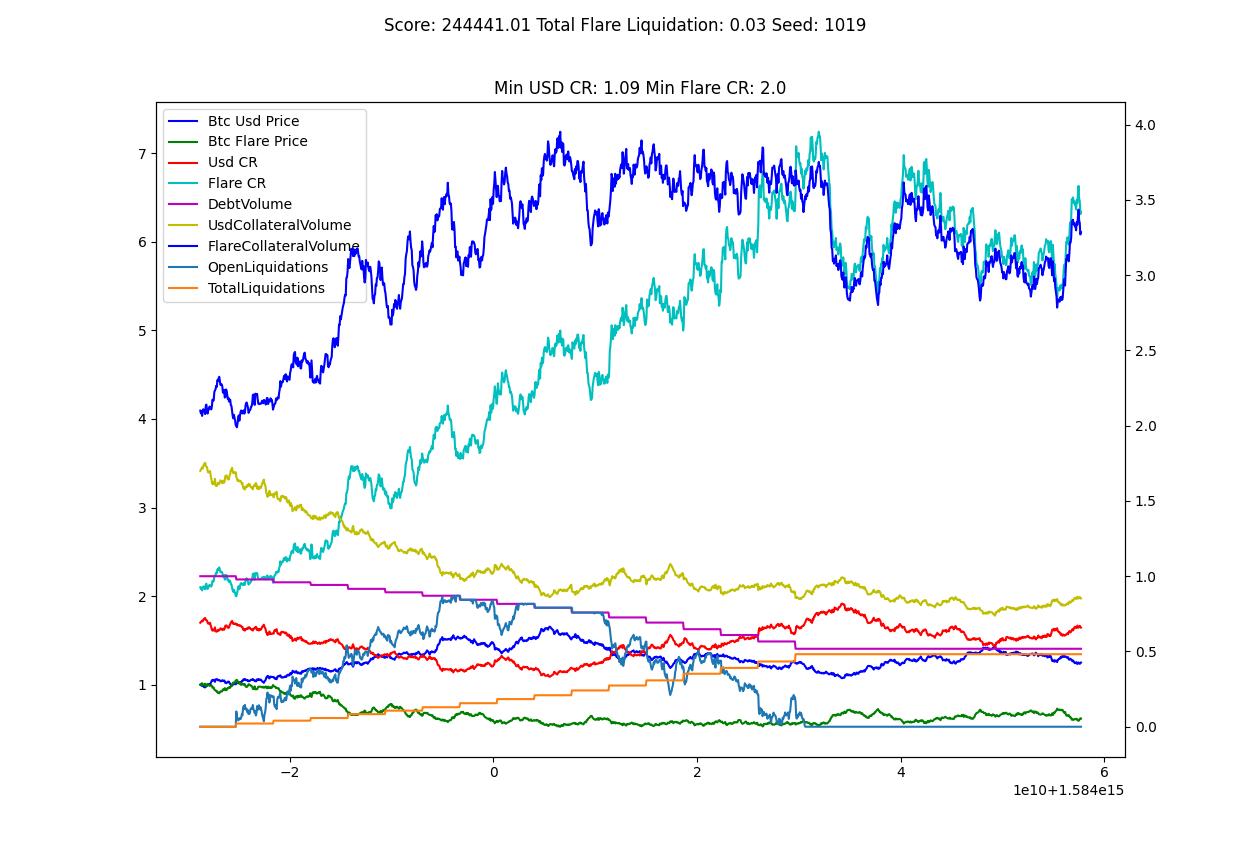 Score: 244441.01 Total Flare Liquidation: 0.03 Seed: 1019
Min USD CR: 1.09 Min Flare CR: 2.0
Btc Usd Price
Btc Flare Price
Usd CR
Flare CR
DebtVolume
UsdCollateralVolume
FlareCollateralVolume
OpenLiquidations
TotalLiquidations
7
6
5
4
3
2
1
4.0
3.5
3.0
2.5
2.0
1.5
1.0
0.5
0.0
−2 0 2 4 6
1e10+1.584e15